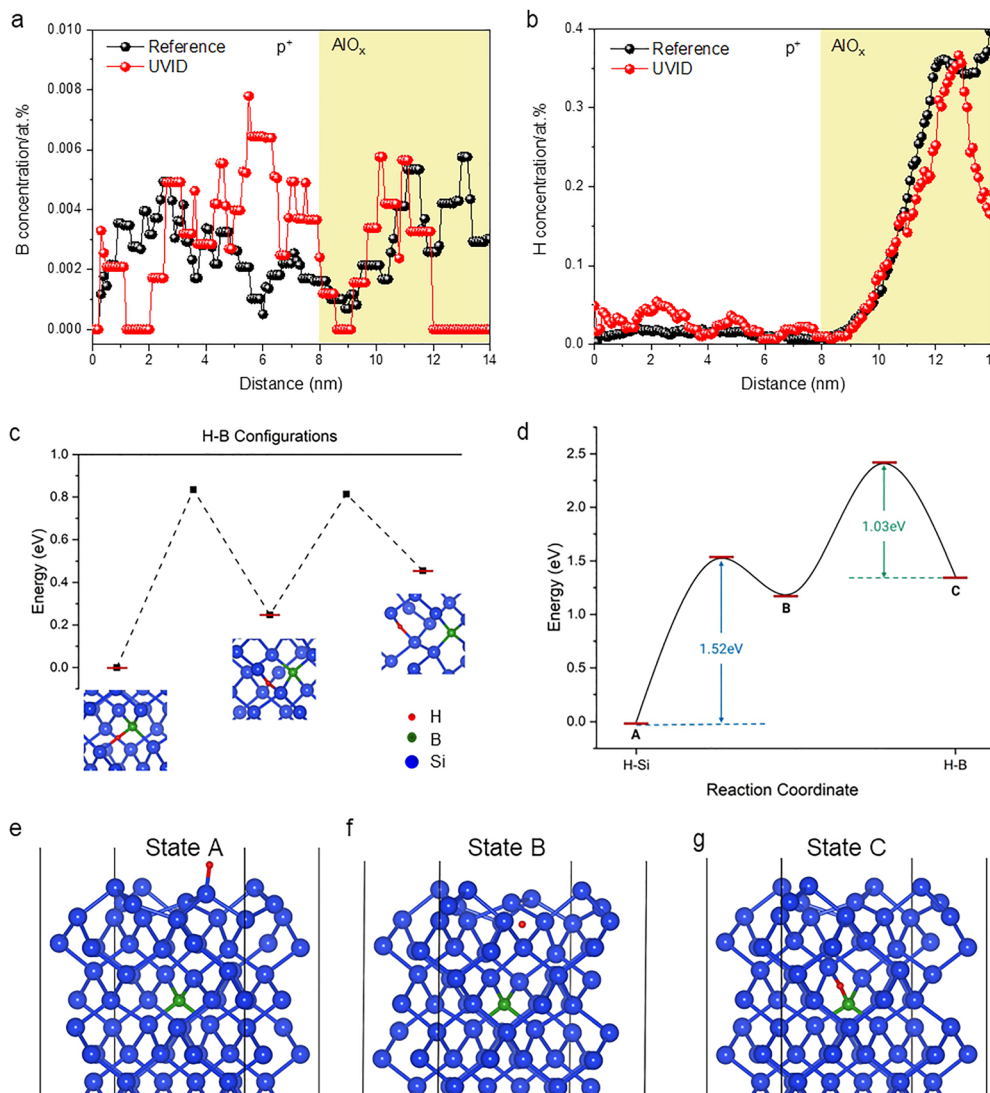 a
0.010
0.008
0.006
0.004
0.002
0.000
B concentration/at.%
Reference
UVID
p+
AlOx
0 2 4 6 8 10 12 14
Distance (nm)
b
0.4
0.3
0.2
0.1
0.0
H concentration/at.%
Reference
UVID
p+
AlOx
0 2 4 6 8 10 12
Distance (nm)
c
H-B Configurations
1.0
0.8
0.6
0.4
0.2
0.0
Energy (eV)
H
B
Si
d
2.5
2.0
1.5
1.0
0.5
0.0
Energy (eV)
1.52eV
1.03eV
A
B
C
H-Si
H-B
Reaction Coordinate
e
State A
f
State B
g
State C